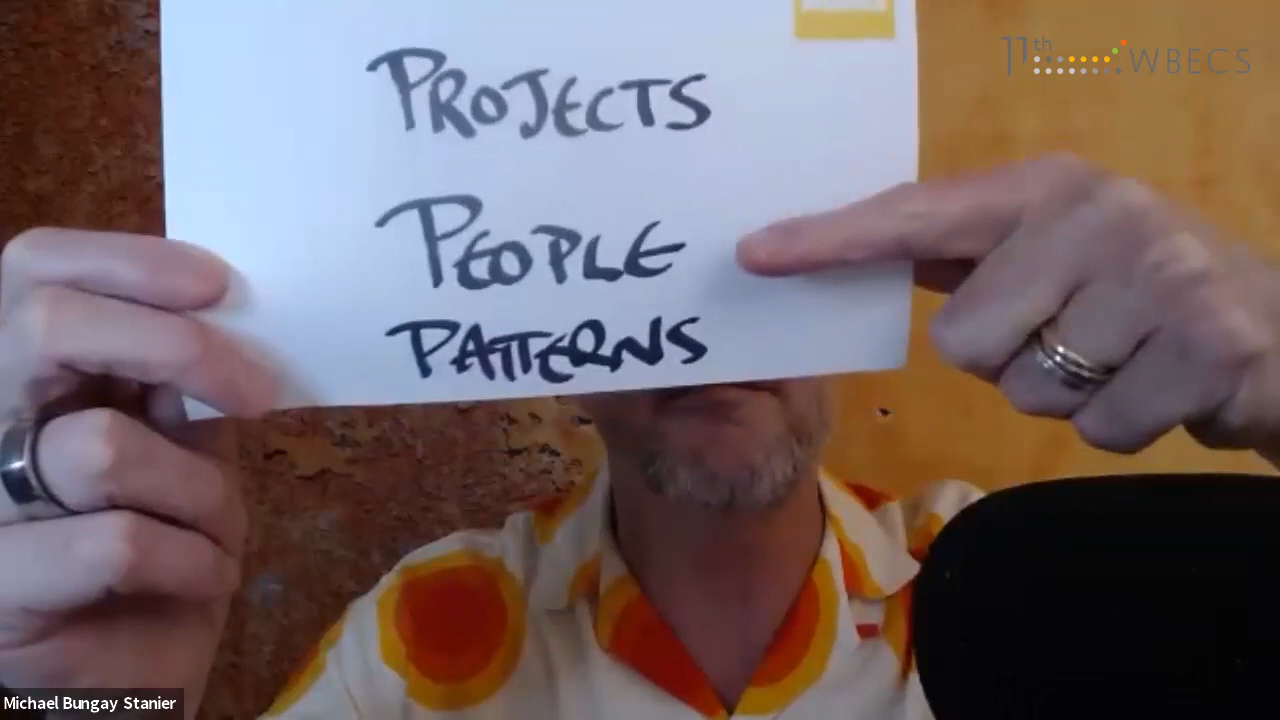 PROJECTS
PEOPLE
PATTERNS
11th WBECS
Michael Bungay Stanier